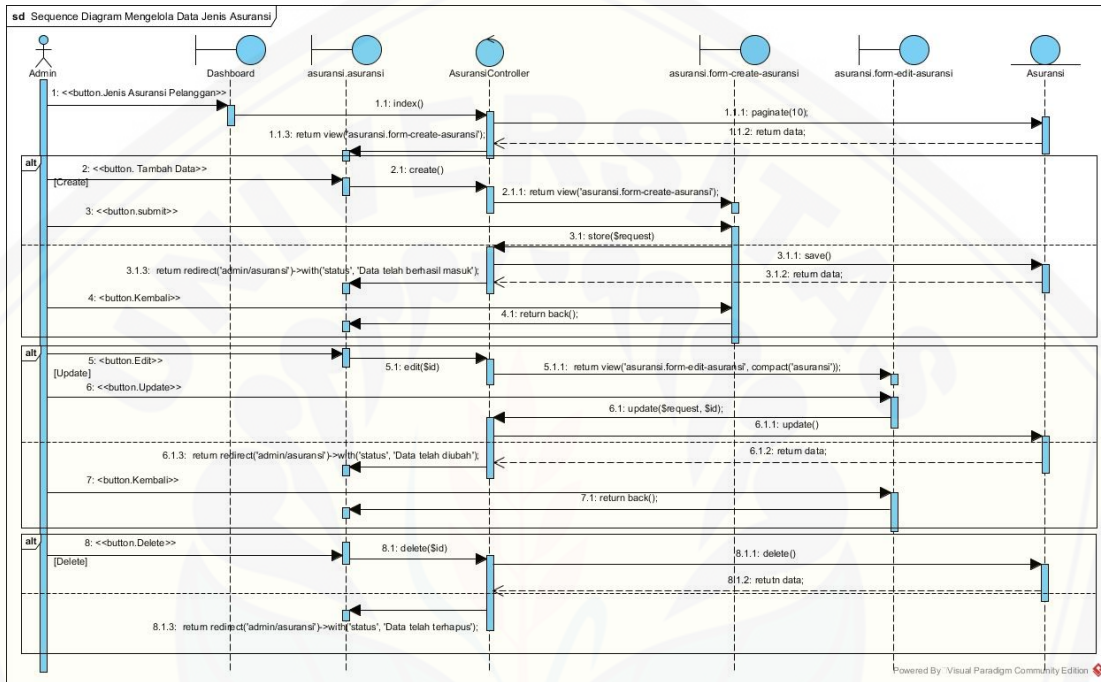 sd Sequence Diagram Mengelola Data Jenis Asuransi
Admin
Dashboard
asuransi.asuransi
AsuransiController
asuransi.form-create-asuransi
asuransi.form-edit-asuransi
Asuransi
1: <<button.Jenis Asuransi Pelanggan>>
1.1: index()
1.1.1: paginate(10);
1.1.2: return data;
1.1.3: return view('asuransi.form-create-asuransi');
alt
2: <<button. Tambah Data>>
[Create]
2.1: create()
2.1.1: return view('asuransi.form-create-asuransi');
3: <<button.submit>>
3.1: store($request)
3.1.1: save()
3.1.2: return data;
3.1.3: return redirect('admin/asuransi')->with('status', 'Data telah berhasil masuk');
4: <button.Kembali>>
4.1: return back();
alt
5: <<button.Edit>>
[Update]
5.1: edit($id)
5.1.1: return view('asuransi.form-edit-asuransi', compact('asuransi'));
6: <<button.Update>>
6.1: update($request, $id);
6.1.1: update()
6.1.2: return data;
6.1.3: return redirect('admin/asuransi')->with('status', 'Data telah diubah');
7: <button.Kembali>>
7.1: return back();
alt
8: <<button.Delete>>
[Delete]
8.1: delete($id)
8.1.1: delete()
8.1.2: retutn data;
8.1.3: return redirect('admin/asuransi')->with('status', 'Data telah terhapus');
Powered By Visual Paradigm Community Edition
UNIVERSITAS